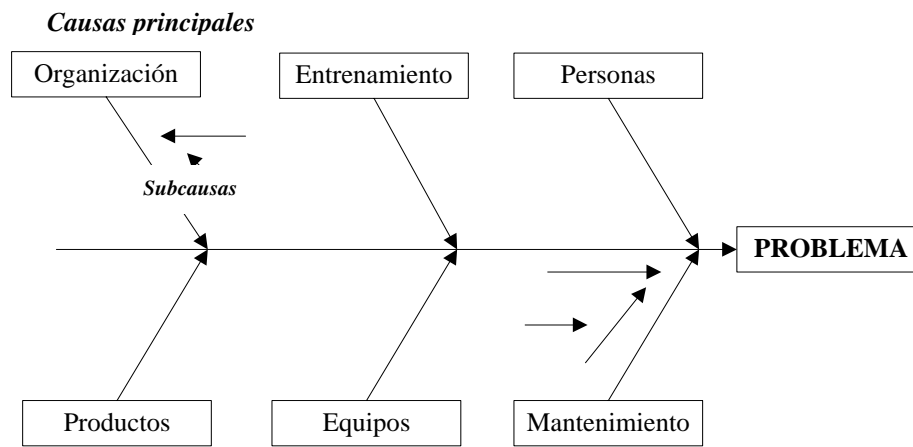 Causas principales
Organización
Entrenamiento
Personas
Subcausas
PROBLEMA
Productos
Equipos
Mantenimiento